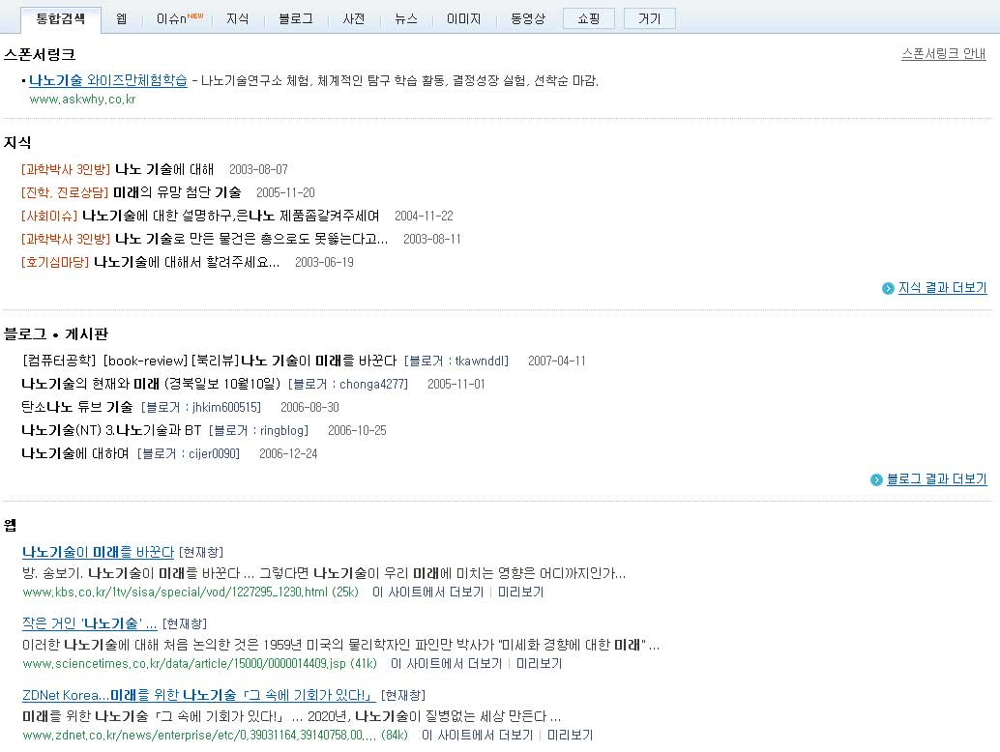 통합검색 웹 이슈n NEW 지식 블로그 사전 뉴스 이미지 동영상 쇼핑 거기
스폰서링크 스폰서링크 안내
• 나노기술 와이즈만체험학습 - 나노기술연구소 체험, 체계적인 탐구 학습 활동, 결정성장 실험, 선착순 마감.
www.askwhy.co.kr
지식
[과학박사 3인방] 나노 기술에 대해 2003-08-07
[진학, 진로상담] 미래의 유망 첨단 기술 2005-11-20
[사회이슈] 나노기술에 대한 설명하구,은나노 제품좀갈켜주세여 2004-11-22
[과학박사 3인방] 나노 기술로 만든 물건은 총으로도 못뚫는다고... 2003-08-11
[호기심마당] 나노기술에 대해서 할려주세요... 2003-06-19
지식 결과 더보기
블로그 • 게시판
[컴퓨터공학] [book-review] [북리뷰]나노 기술이 미래를 바꾼다 [블로거 : tkawnddl] 2007-04-11
나노기술의 현재와 미래 (경북일보 10월10일) [블로거 : chonga4277] 2005-11-01
탄소나노 튜브 기술 [블로거 : jhkim600515] 2006-08-30
나노기술(NT) 3.나노기술과 BT [블로거 : ringblog] 2006-10-25
나노기술에 대하여 [블로거 : cijer0090] 2006-12-24
블로그 결과 더보기
웹
나노기술이 미래를 바꾼다 [현재창]
방. 송보기. 나노기술이 미래를 바꾼다 ... 그렇다면 나노기술이 우리 미래에 미치는 영향은 어디까지인가...
www.kbs.co.kr/1tv/sisa/special/vod/1227295_1230.html (25k) 이 사이트에서 더보기 | 미리보기
작은 거인 '나노기술' ... [현재창]
이러한 나노기술에 대해 처음 논의한 것은 1959년 미국의 물리학자인 파인만 박사가 "미세화 경향에 대한 미래" ...
www.sciencetimes.co.kr/data/article/15000/0000014409.jsp (41k) 이 사이트에서 더보기 | 미리보기
ZDNet Korea...미래를 위한 나노기술「그 속에 기회가 있다!」 [현재창]
미래를 위한 나노기술「그 속에 기회가 있다!」 ... 2020년, 나노기술이 질병없는 세상 만든다 ...
www.zdnet.co.kr/news/enterprise/etc/0,39031164,39140758,00.... (84k) 이 사이트에서 더보기 | 미리보기